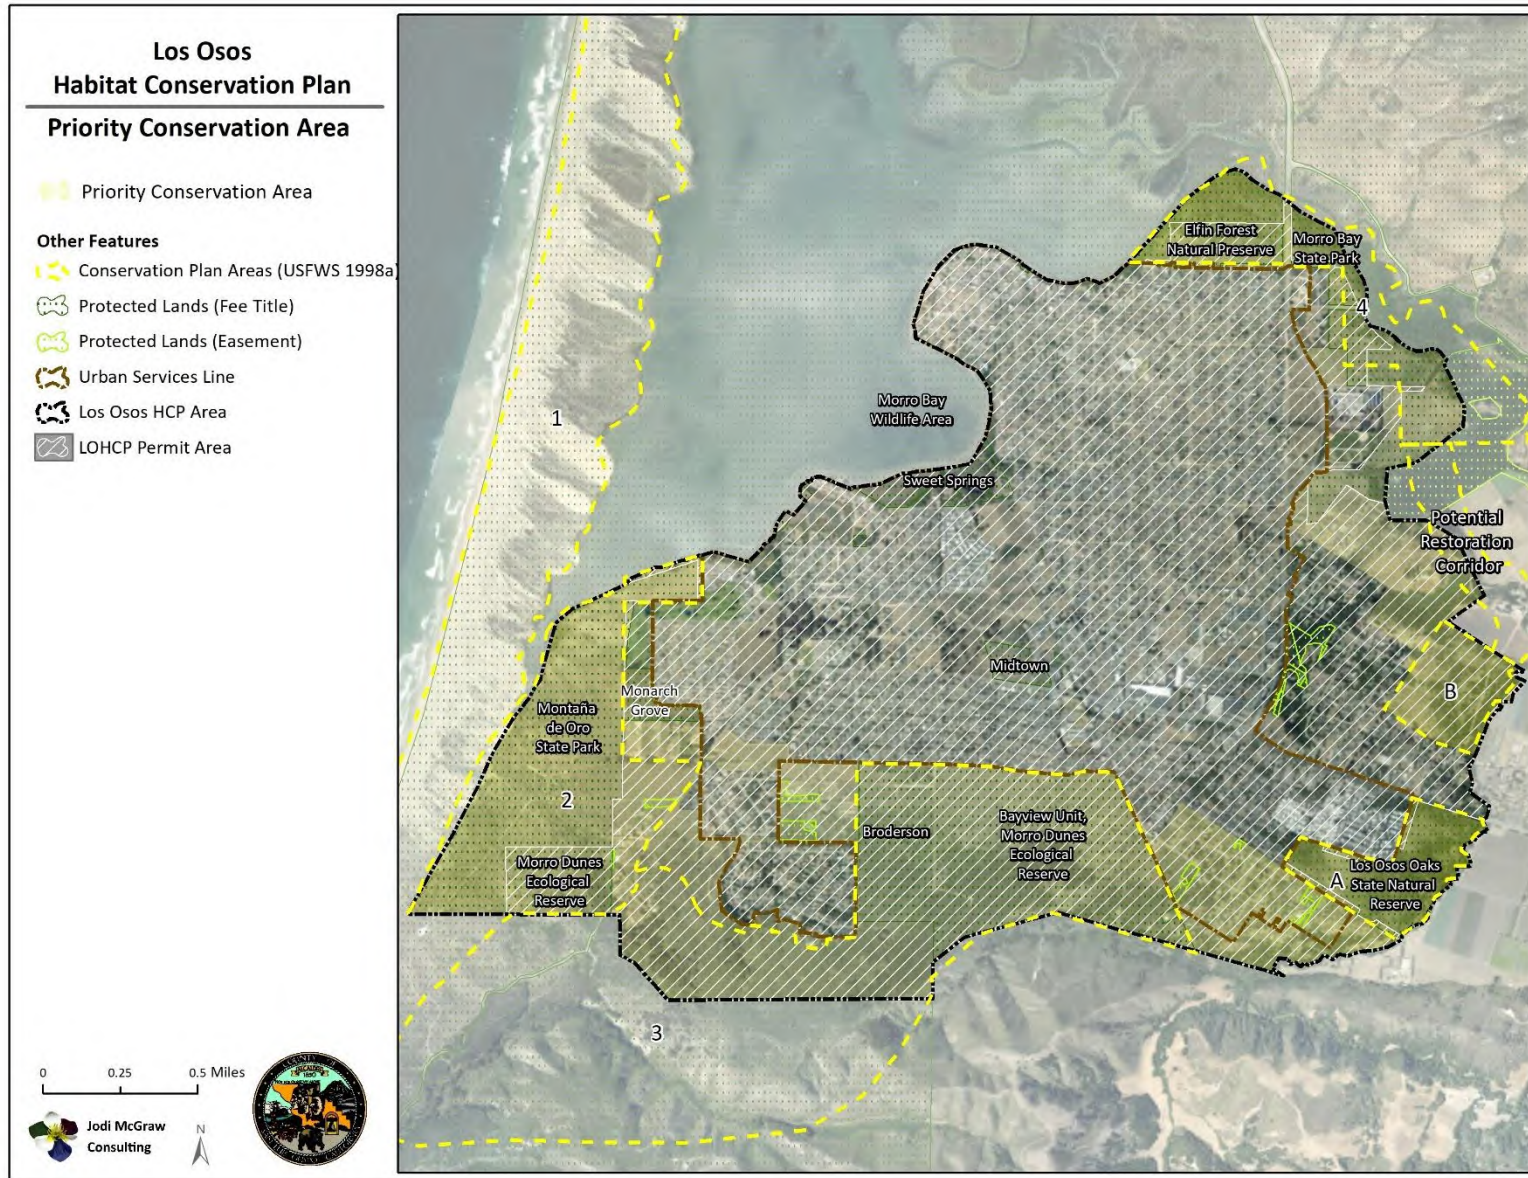 Los Osos
Habitat Conservation Plan
Priority Conservation Area
Priority Conservation Area
Other Features
Conservation Plan Areas (USFWS 1998a)
Protected Lands (Fee Title)
Protected Lands (Easement)
Urban Services Line
Los Osos HCP Area
LOHCP Permit Area
0 0.25 0.5 Miles
Jodi McGraw
Consulting
N
1850
Elfin Forest
Natural Preserve
Morro Bay
State Park
4
1
Morro Bay
Wildlife Area
Sweet Springs
Potential
Restoration
Corridor
Midtown
B
Monarch
Grove
Montaña
de Oro
State Park
2
Broderson
Bayview Unit,
Morro Dunes
Ecological
Reserve
Morro Dunes
Ecological
Reserve
A
Los Osos Oaks
State Natural
Reserve
3